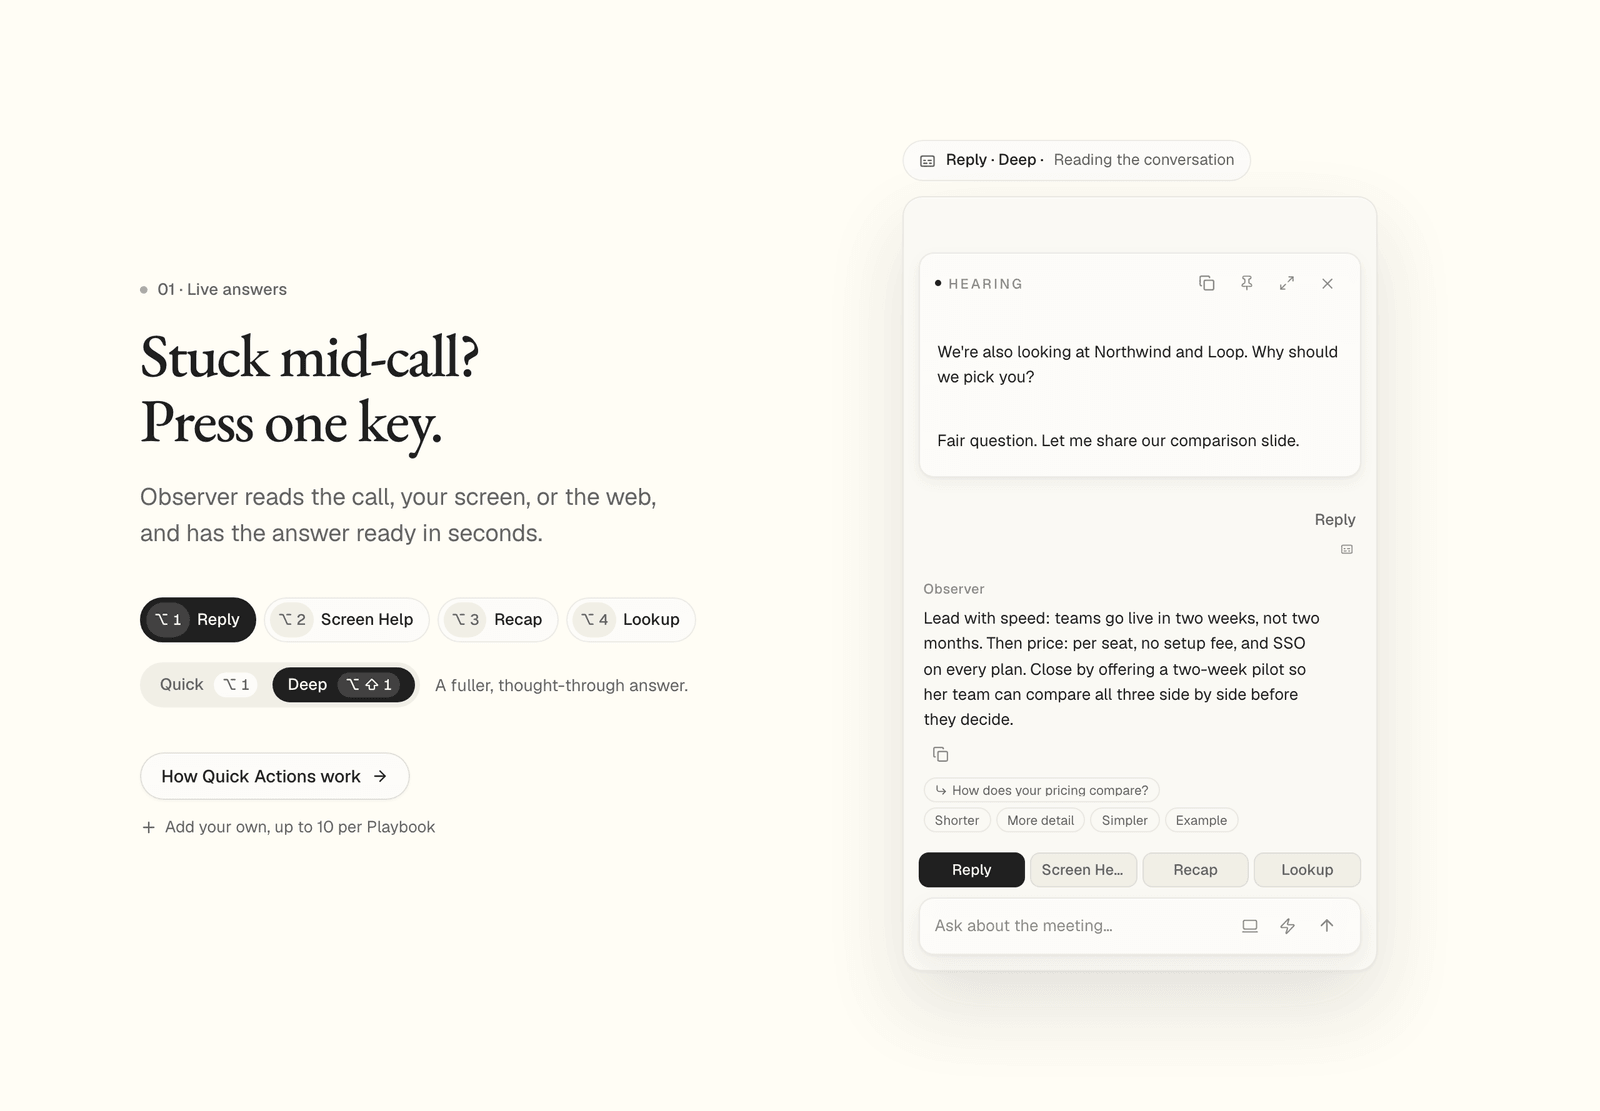 01 · Live answers
Stuck mid-call?
Press one key.
Observer reads the call, your screen, or the web,
and has the answer ready in seconds.
⌥ 1 Reply
⌥ 2 Screen Help
⌥ 3 Recap
⌥ 4 Lookup
Quick ⌥ 1
Deep ⌥ ⇧ 1
A fuller, thought-through answer.
How Quick Actions work →
+ Add your own, up to 10 per Playbook
Reply · Deep · Reading the conversation
HEARING
We're also looking at Northwind and Loop. Why should
we pick you?
Fair question. Let me share our comparison slide.
Reply
Observer
Lead with speed: teams go live in two weeks, not two
months. Then price: per seat, no setup fee, and SSO
on every plan. Close by offering a two-week pilot so
her team can compare all three side by side before
they decide.
↳ How does your pricing compare?
Shorter
More detail
Simpler
Example
Reply
Screen He...
Recap
Lookup
Ask about the meeting...